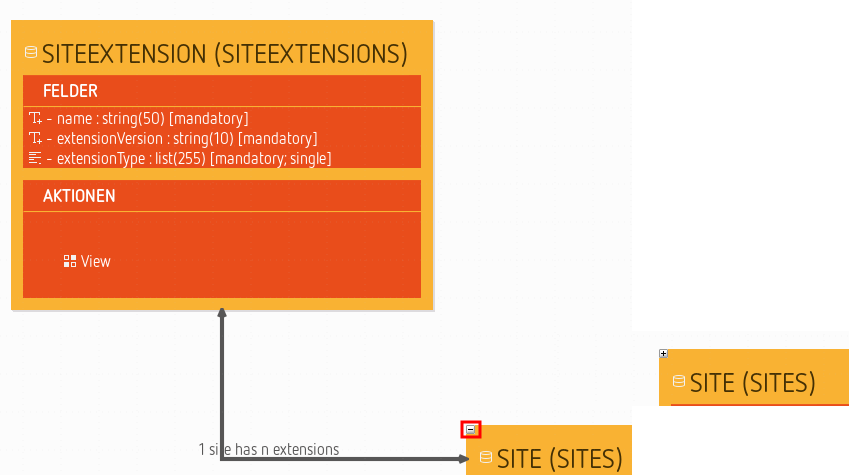 SITEEXTENSION (SITEEXTENSIONS)
FELDER
- name : string(50) [mandatory]
- extensionVersion : string(10) [mandatory]
- extensionType : list(255) [mandatory; single]
AKTIONEN
View
1 site has n extensions
SITE (SITES)
SITE (SITES)